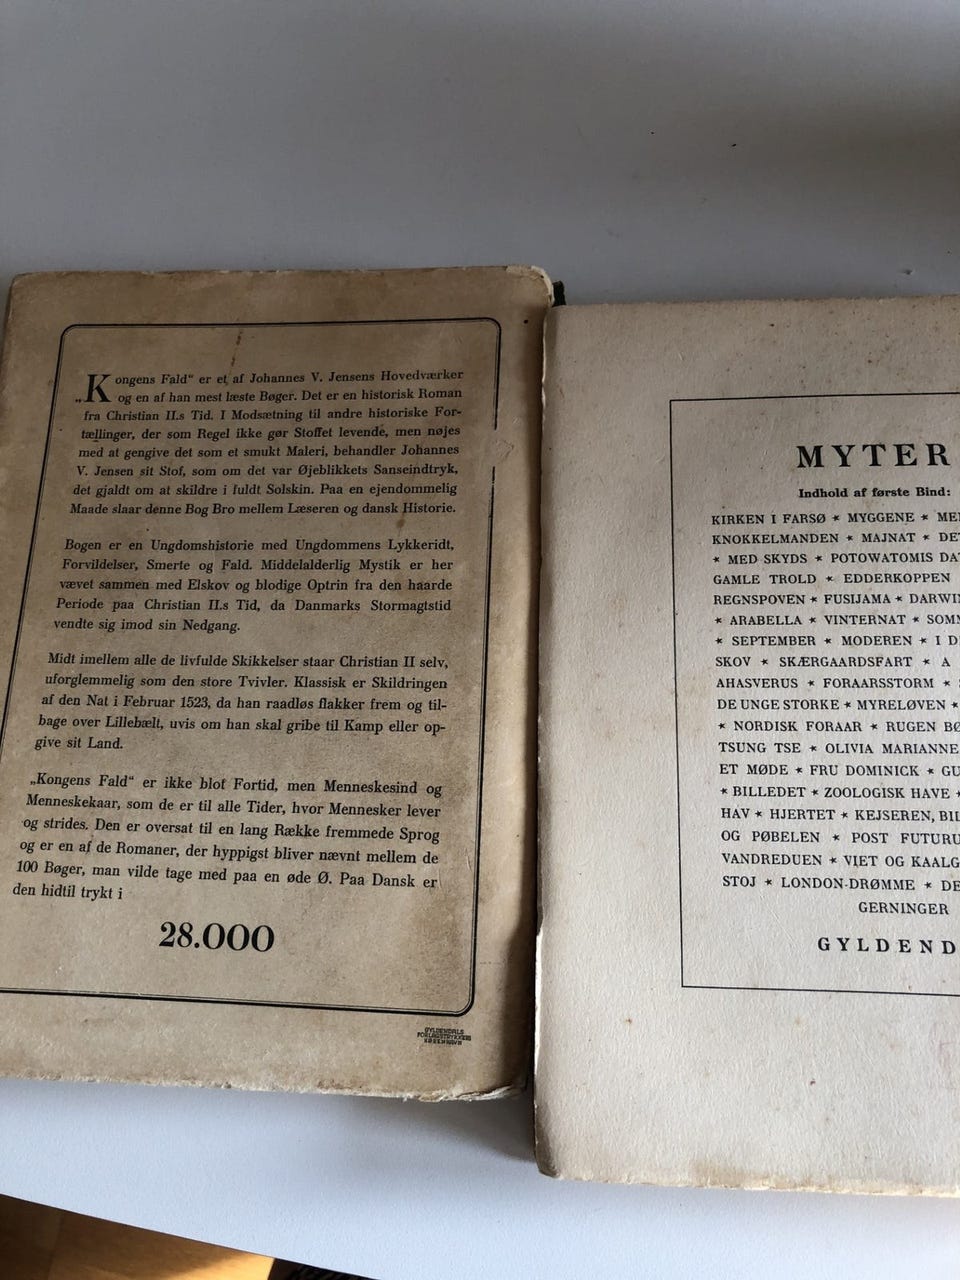 „Kongens Fald“ er et af Johannes V. Jensens Hovedværker
og en af han mest læste Bøger. Det er en historisk Roman
fra Christian II.s Tid. I Modsætning til andre historiske For-
tællinger, der som Regel ikke gør Stoffet levende, men nøjes
med at gengive det som et smukt Maleri, behandler Johannes
V. Jensen sit Stof, som om det var Øjeblikkets Sanseindtryk,
det gjaldt om at skildre i fuldt Solskin. Paa en ejendommelig
Maade slaar denne Bog Bro mellem Læseren og dansk Historie.
Bogen er en Ungdomshistorie med Ungdommens Lykkeridt,
Forvildelser, Smerte og Fald. Middelalderlig Mystik er her
vævet sammen med Elskov og blodige Optrin fra den haarde
Periode paa Christian II.s Tid, da Danmarks Stormagtstid
vendte sig imod sin Nedgang.
Midt imellem alle de livfulde Skikkelser staar Christian II selv,
uforglemmelig som den store Tvivler. Klassisk er Skildringen
af den Nat i Februar 1523, da han raadløs flakker frem og til-
bage over Lillebælt, uvis om han skal gribe til Kamp eller op-
give sit Land.
„Kongens Fald“ er ikke blot Fortid, men Menneskesind og
Menneskekaar, som de er til alle Tider, hvor Mennesker lever
og strides. Den er oversat til en lang Række fremmede Sprog
og er en af de Romaner, der hyppigst bliver nævnt mellem de
100 Bøger, man vilde tage med paa en øde Ø. Paa Dansk er
den hidtil trykt i
28.000
GYLDENDALS
FORLAGSTRYKKERI
KØBENHAVN
MYTER
Indhold af første Bind:
KIRKEN I FARSØ ★ MYGGENE ★
KNOKKELMANDEN ★ MAJNAT ★
★ MED SKYDS ★ POTOWATOMIS
GAMLE TROLD ★ EDDERKOPPEN
REGNSPOVEN ★ FUSIJAMA ★ DARWIN
★ ARABELLA ★ VINTERNAT ★
★ SEPTEMBER ★ MODEREN ★ I
SKOV ★ SKÆRGAARDSFART ★ A
AHASVERUS ★ FORAARSSTORM ★
DE UNGE STORKE ★ MYRELØVEN ★
★ NORDISK FORAAR ★ RUGEN
TSUNG TSE ★ OLIVIA MARIANNE
ET MØDE ★ FRU DOMINICK ★
★ BILLEDET ★ ZOOLOGISK HAVE ★
HAV ★ HJERTET ★ KEJSEREN,
OG PØBELEN ★ POST
VANDREDUEN ★ VIET OG
STOJ ★ LONDON-DRØMME ★
GERNINGER
GYLDEND